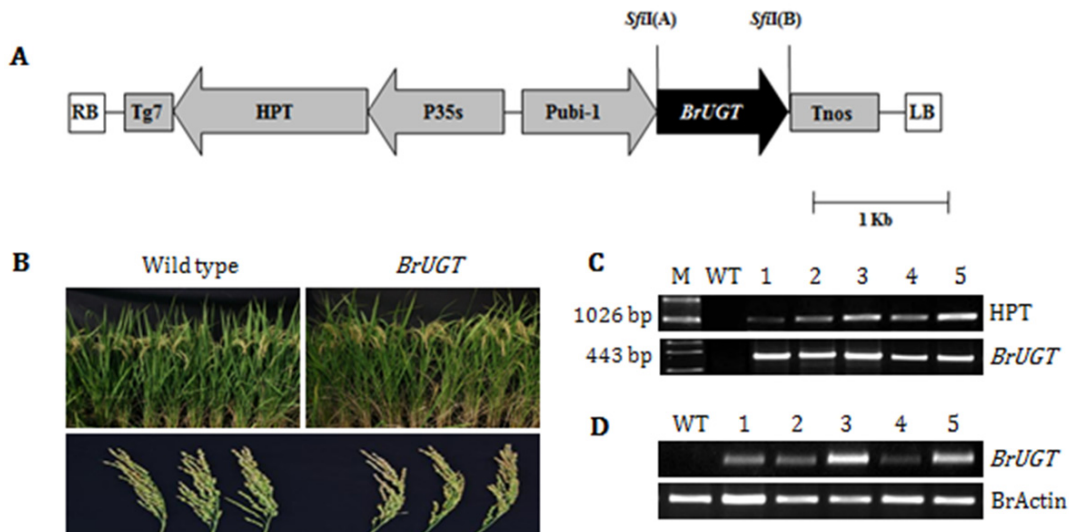 A
SfiI(A) SfiI(B)
RB Tg7 HPT P35s Pubi-1 BrUGT Tnos LB
1 Kb
B
Wild type BrUGT
C
M WT 1 2 3 4 5
1026 bp HPT
443 bp BrUGT
D
WT 1 2 3 4 5
BrUGT
BrActin